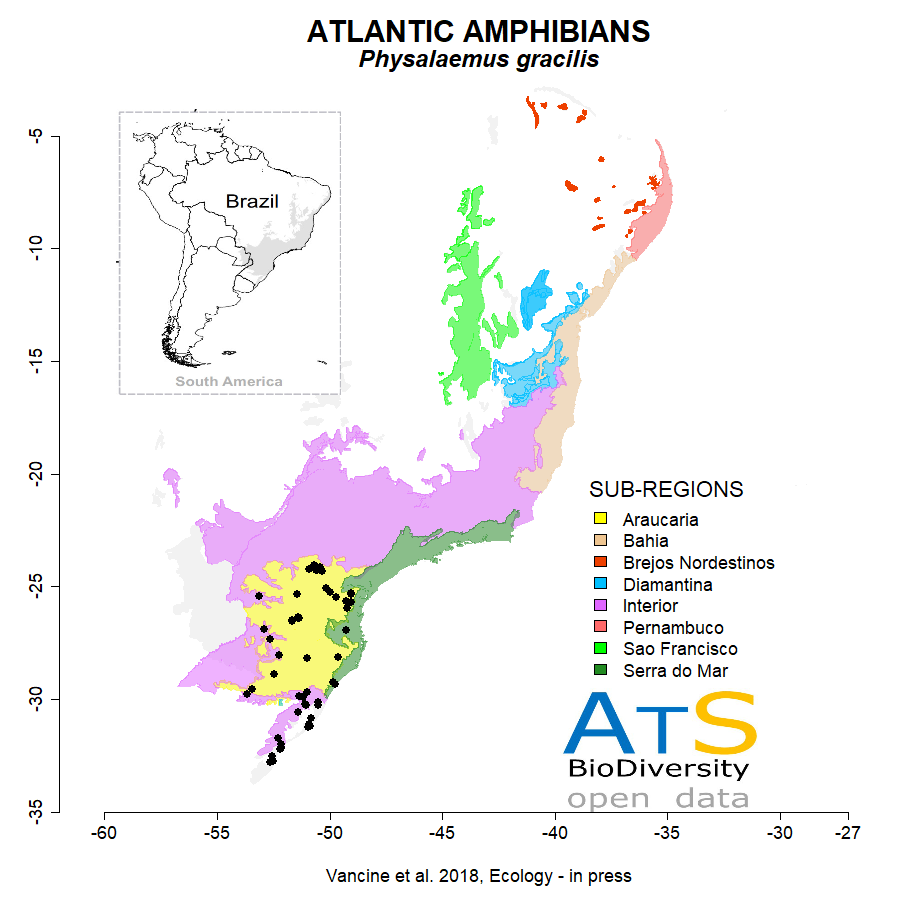 ATLANTIC AMPHIBIANS
Physalaemus gracilis
-5
-10
-15
-20
-25
-30
-35
Brazil
South America
SUB-REGIONS
Araucaria
Bahia
Brejos Nordestinos
Diamantina
Interior
Pernambuco
Sao Francisco
Serra do Mar
ATS
BioDiversity
open data
-60
-55
-50
-45
-40
-35
-30
-27
Vancine et al. 2018, Ecology - in press